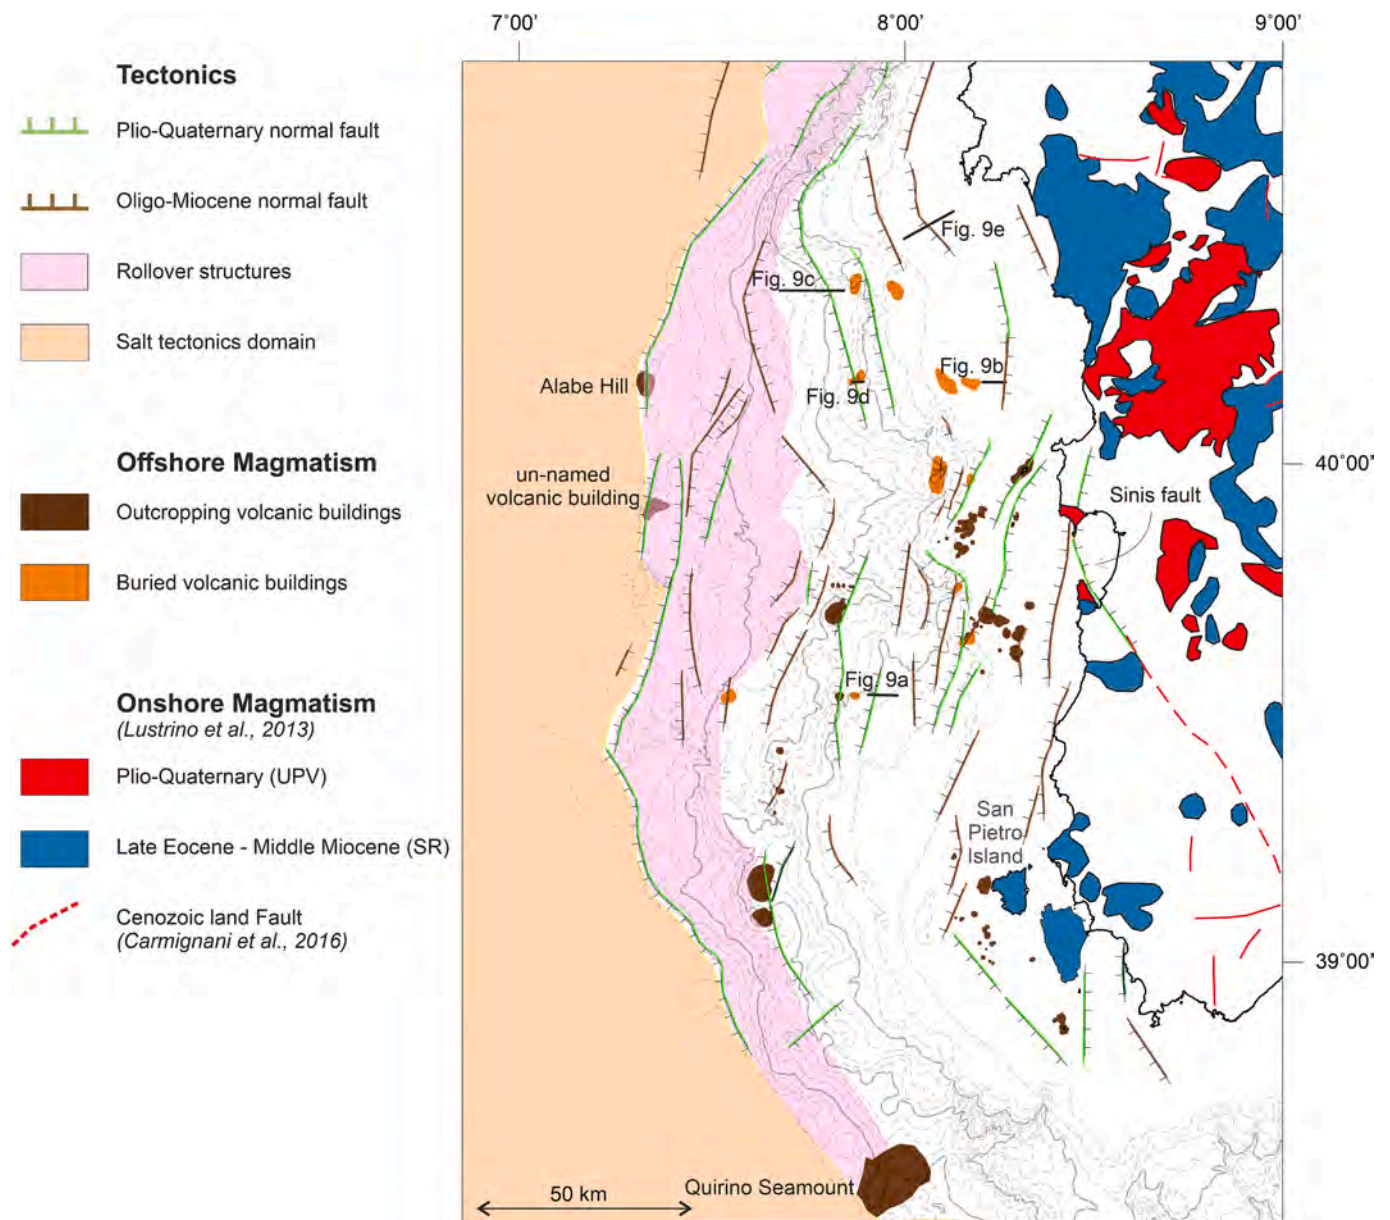 7°00'
8°00'
9°00'
Tectonics
Plio-Quaternary normal fault
Oligo-Miocene normal fault
Rollover structures
Salt tectonics domain
Offshore Magmatism
Outcropping volcanic buildings
Buried volcanic buildings
Onshore Magmatism
(Lustrino et al., 2013)
Plio-Quaternary (UPV)
Late Eocene - Middle Miocene (SR)
Cenozoic land Fault
(Carmignani et al., 2016)
Fig. 9e
Fig. 9c
Fig. 9b
Alabe Hill
Fig. 9d
40°00'
un-named
volcanic building
Sinis fault
Fig. 9a
San
Pietro
Island
39°00'
Quirino Seamount
50 km